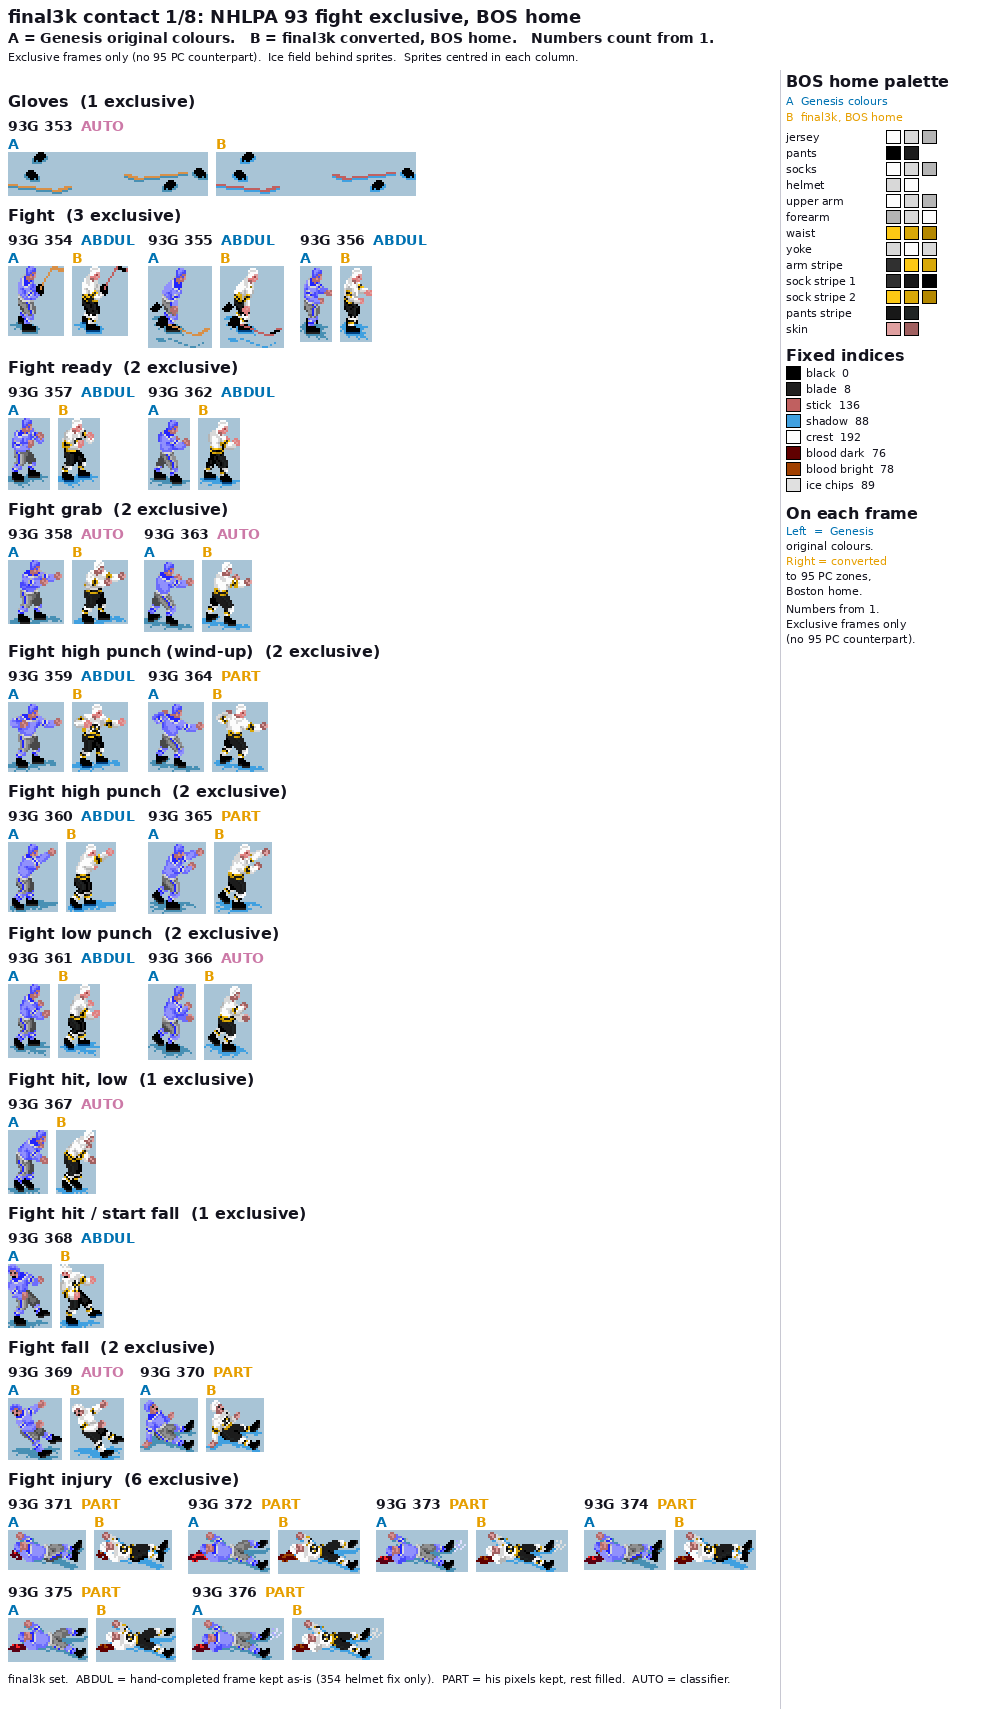 final3k contact 1/8: NHLPA 93 fight exclusive, BOS home
A = Genesis original colours.   B = final3k converted, BOS home.   Numbers count from 1.
Exclusive frames only (no 95 PC counterpart).  Ice field behind sprites.  Sprites centred in each column.
Gloves  (1 exclusive)
93G 353  AUTO
A B
Fight  (3 exclusive)
93G 354  ABDUL  93G 355  ABDUL  93G 356  ABDUL
A B A B A B
Fight ready  (2 exclusive)
93G 357  ABDUL  93G 362  ABDUL
A B A B
Fight grab  (2 exclusive)
93G 358  AUTO  93G 363  AUTO
A B A B
Fight high punch (wind-up)  (2 exclusive)
93G 359  ABDUL  93G 364  PART
A B A B
Fight high punch  (2 exclusive)
93G 360  ABDUL  93G 365  PART
A B A B
Fight low punch  (2 exclusive)
93G 361  ABDUL  93G 366  AUTO
A B A B
Fight hit, low  (1 exclusive)
93G 367  AUTO
A B
Fight hit / start fall  (1 exclusive)
93G 368  ABDUL
A B
Fight fall  (2 exclusive)
93G 369  AUTO  93G 370  PART
A B A B
Fight injury  (6 exclusive)
93G 371  PART  93G 372  PART  93G 373  PART  93G 374  PART
A B A B A B A B
93G 375  PART  93G 376  PART
A B A B
final3k set.  ABDUL = hand-completed frame kept as-is (354 helmet fix only).  PART = his pixels kept, rest filled.  AUTO = classifier.
BOS home palette
A  Genesis colours
B  final3k, BOS home
jersey
pants
socks
helmet
upper arm
forearm
waist
yoke
arm stripe
sock stripe 1
sock stripe 2
pants stripe
skin
Fixed indices
black  0
blade  8
stick  136
shadow  88
crest  192
blood dark  76
blood bright  78
ice chips  89
On each frame
Left  =  Genesis
original colours.
Right = converted
to 95 PC zones,
Boston home.
Numbers from 1.
Exclusive frames only
(no 95 PC counterpart).